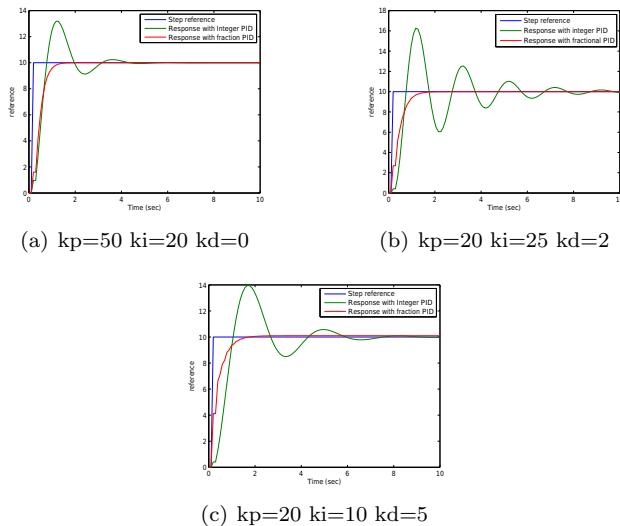 14
12
10
8
6
4
2
0
reference
0 2 4 6 8 10
Time (sec)
Step reference
Response with Integer PID
Response with fraction PID
(a) kp=50 ki=20 kd=0
18
16
14
12
10
8
6
4
2
0
reference
0 2 4 6 8 10
Time (sec)
Step reference
Response with integer PID
Response with fractional PID
(b) kp=20 ki=25 kd=2
14
12
10
8
6
4
2
0
reference
0 2 4 6 8 10
Time (sec)
Step reference
Response with Integer PID
Response with fraction PID
(c) kp=20 ki=10 kd=5